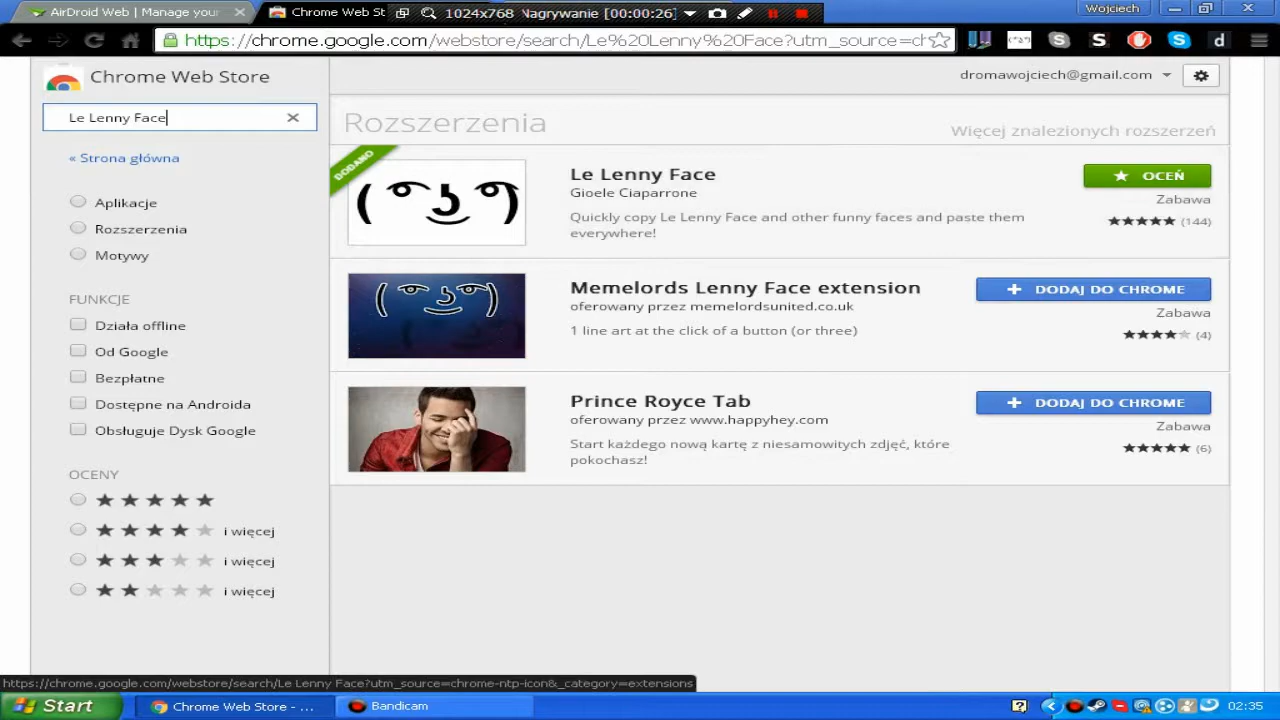 AirDroid Web | Manage your
Chrome Web St
1024x768
Nagrywanie [00:00:26]
Wojciech
https://chrome.google.com/webstore/search/Le%20Lenny%20Face?utm_source=ch
Chrome Web Store
dromawojciech@gmail.com
Le Lenny Face
« Strona główna
Aplikacje
Rozszerzenia
Motywy
FUNKCJE
Działa offline
Od Google
Bezpłatne
Dostępne na Androida
Obsługuje Dysk Google
OCENY
i więcej
i więcej
i więcej
Rozszerzenia
Więcej znalezionych rozszerzeń
DODANO
( ͡° ͜ʖ ͡°)
Le Lenny Face
Gioele Ciaparrone
Quickly copy Le Lenny Face and other funny faces and paste them
everywhere!
OCEŃ
Zabawa
(144)
( ͡° ͜ʖ ͡°)
Memelords Lenny Face extension
oferowany przez memelordsunited.co.uk
1 line art at the click of a button (or three)
DODAJ DO CHROME
Zabawa
(4)
Prince Royce Tab
oferowany przez www.happyhey.com
Start każdego nową kartę z niesamowitych zdjęć, które
pokochasz!
DODAJ DO CHROME
Zabawa
(6)
https://chrome.google.com/webstore/search/Le Lenny Face?utm_source=chrome-ntp-icon&_category=extensions
Start
Chrome Web Store - ...
Bandicam
02:35